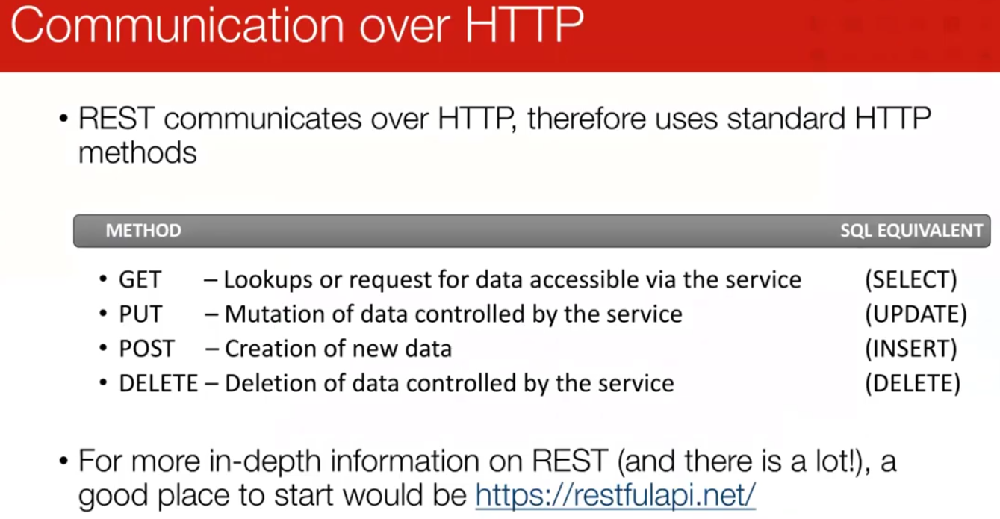 Communication over HTTP
• REST communicates over HTTP, therefore uses standard HTTP
methods
METHOD SQL EQUIVALENT
• GET – Lookups or request for data accessible via the service (SELECT)
• PUT – Mutation of data controlled by the service (UPDATE)
• POST – Creation of new data (INSERT)
• DELETE – Deletion of data controlled by the service (DELETE)
• For more in-depth information on REST (and there is a lot!), a
good place to start would be https://restfulapi.net/